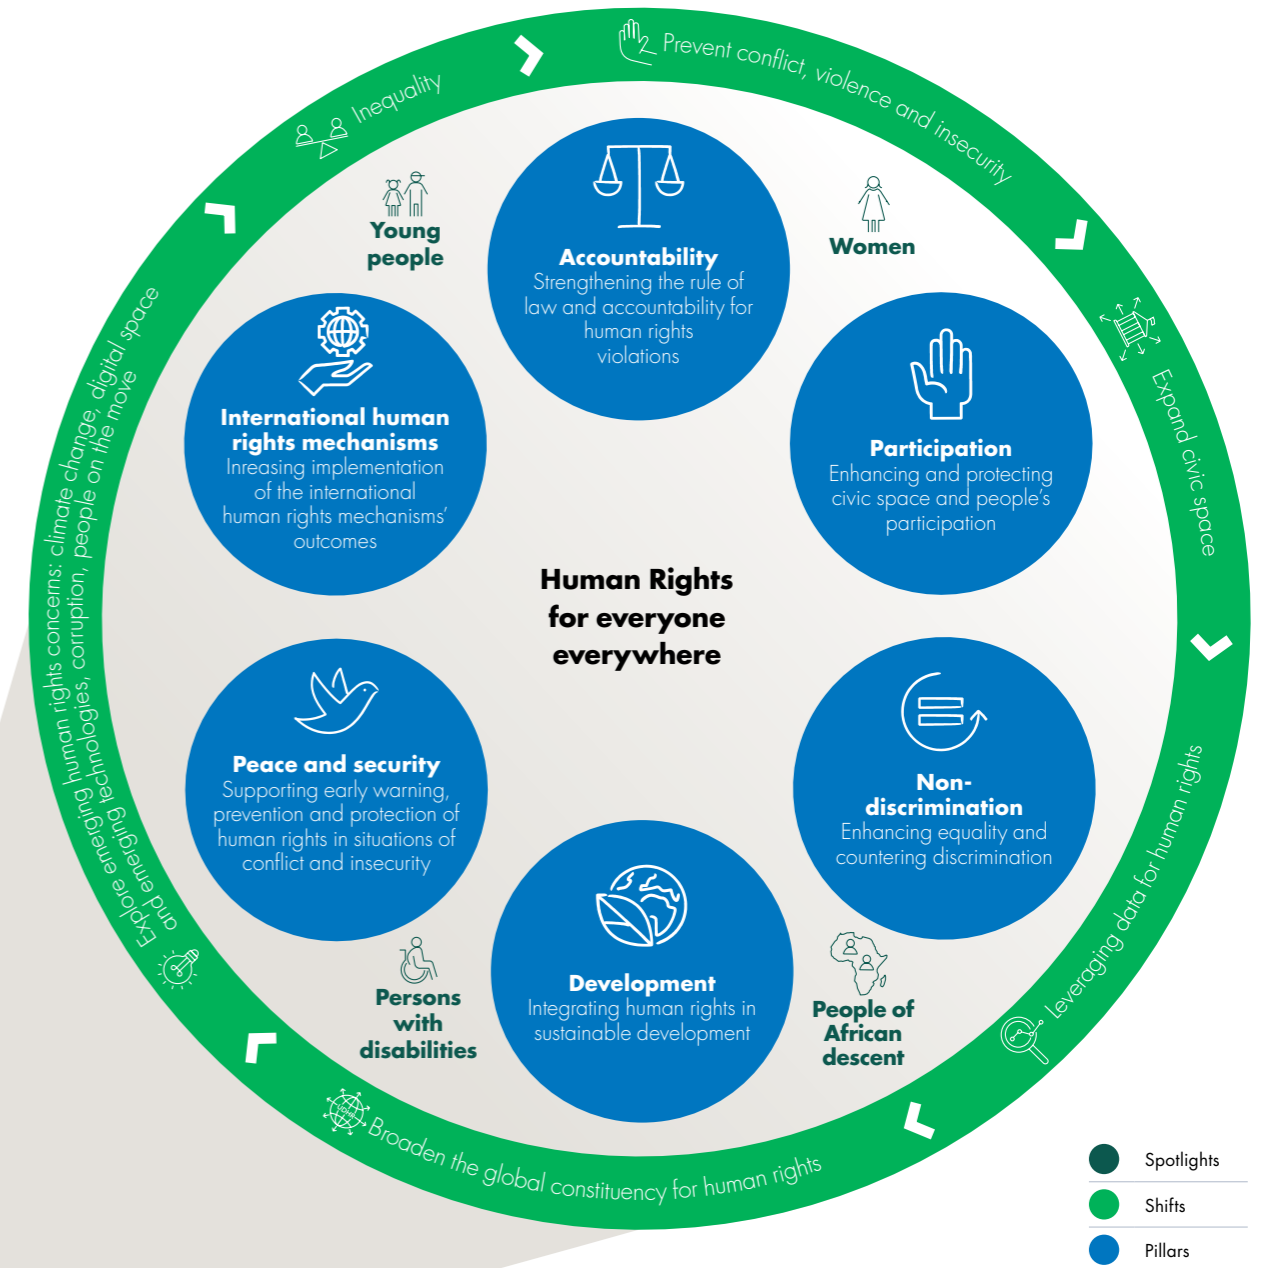 Prevent conflict, violence and insecurity
Expand civic space
Leveraging data for human rights
Broaden the global constituency for human rights
Explore emerging human rights concerns: climate change, digital space
and emerging technologies, corruption, people on the move
Inequality
Young
people
Women
Accountability
Strengthening the rule of
law and accountability for
human rights
violations
International human
rights mechanisms
Inreasing implementation
of the international
human rights mechanisms’
outcomes
Participation
Enhancing and protecting
civic space and people’s
participation
Human Rights
for everyone
everywhere
Peace and security
Supporting early warning,
prevention and protection of
human rights in situations of
conflict and insecurity
Non-
discrimination
Enhancing equality and
countering discrimination
Development
Integrating human rights in
sustainable development
Persons
with
disabilities
People of
African
descent
UDHR
Spotlights
Shifts
Pillars